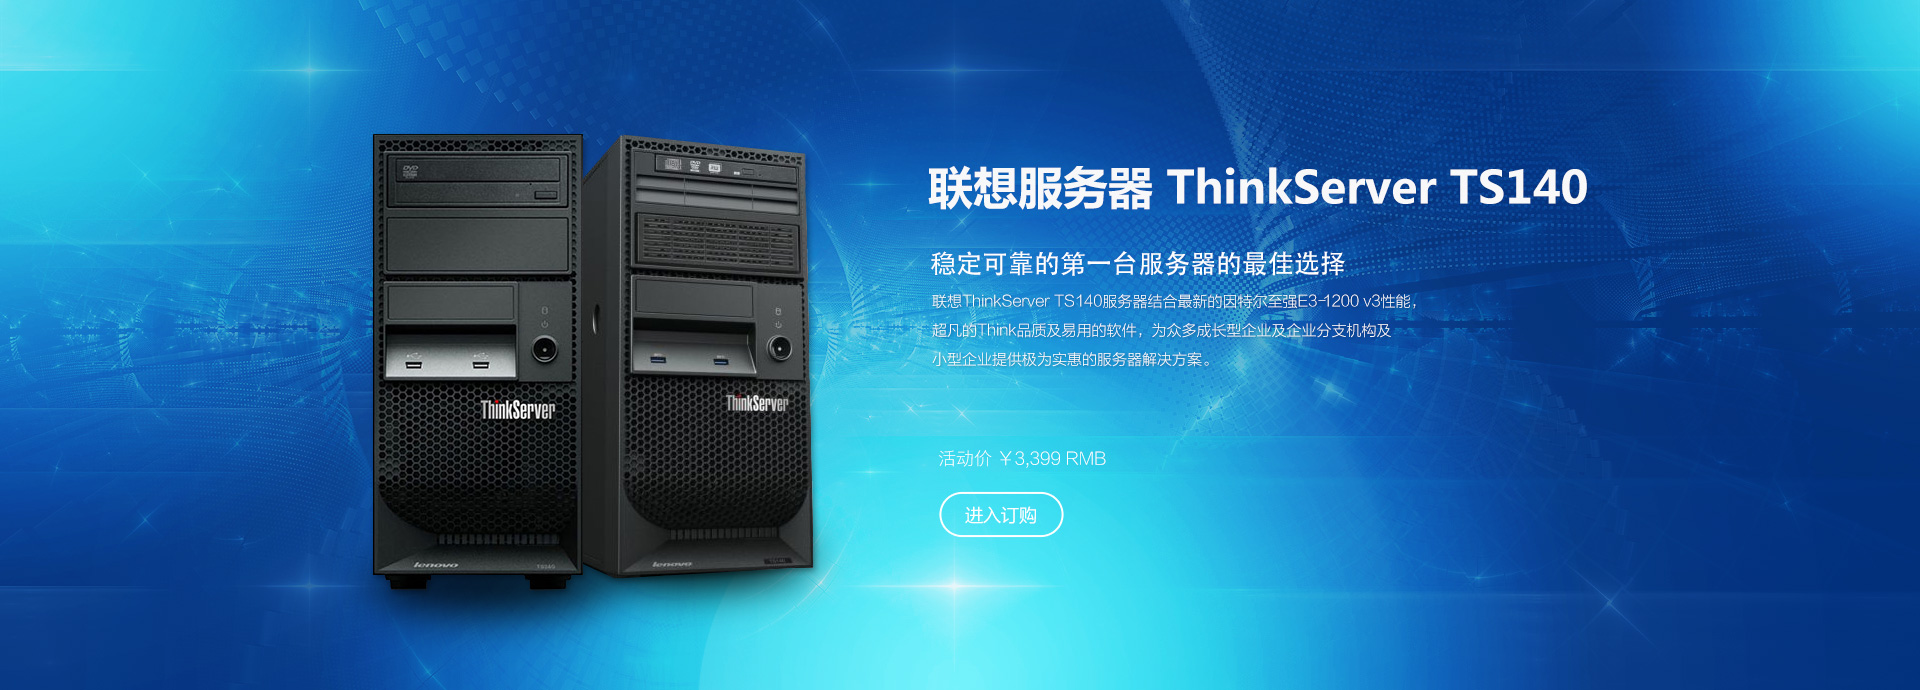 联想服务器 ThinkServer TS140
稳定可靠的第一台服务器的最佳选择
联想ThinkServer TS140服务器结合最新的因特尔至强E3-1200 v3性能，
超凡的Think品质及易用的软件，为众多成长型企业及企业分支机构及
小型企业提供极为实惠的服务器解决方案。
活动价 ￥3,399 RMB
进入订购
ThinkServer
lenovo
ThinkServer
lenovo